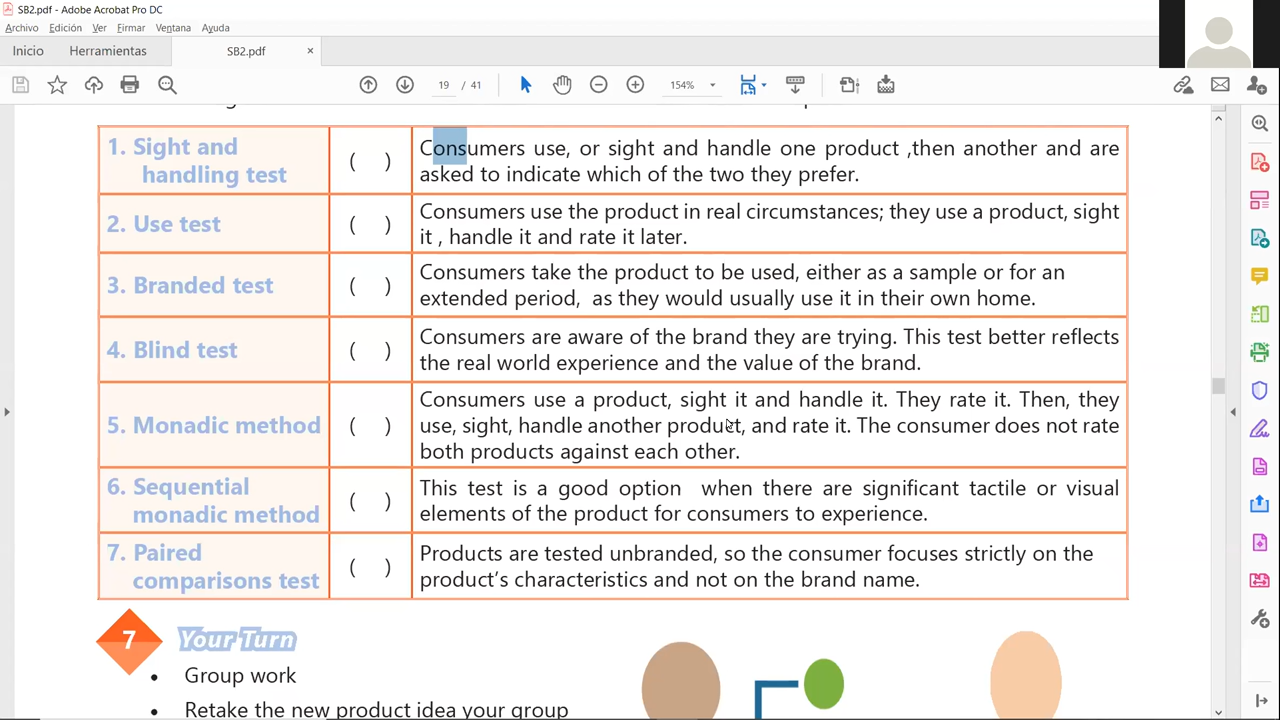 SB2.pdf - Adobe Acrobat Pro DC
Archivo Edición Ver Firmar Ventana Ayuda
Inicio Herramientas SB2.pdf ×
19 / 41 154%
1. Sight and
handling test
( )
Consumers use, or sight and handle one product ,then another and are
asked to indicate which of the two they prefer.
2. Use test
( )
Consumers use the product in real circumstances; they use a product, sight
it , handle it and rate it later.
3. Branded test
( )
Consumers take the product to be used, either as a sample or for an
extended period, as they would usually use it in their own home.
4. Blind test
( )
Consumers are aware of the brand they are trying. This test better reflects
the real world experience and the value of the brand.
5. Monadic method
( )
Consumers use a product, sight it and handle it. They rate it. Then, they
use, sight, handle another product, and rate it. The consumer does not rate
both products against each other.
6. Sequential
monadic method
( )
This test is a good option when there are significant tactile or visual
elements of the product for consumers to experience.
7. Paired
comparisons test
( )
Products are tested unbranded, so the consumer focuses strictly on the
product's characteristics and not on the brand name.
7 Your Turn
• Group work
• Retake the new product idea your group